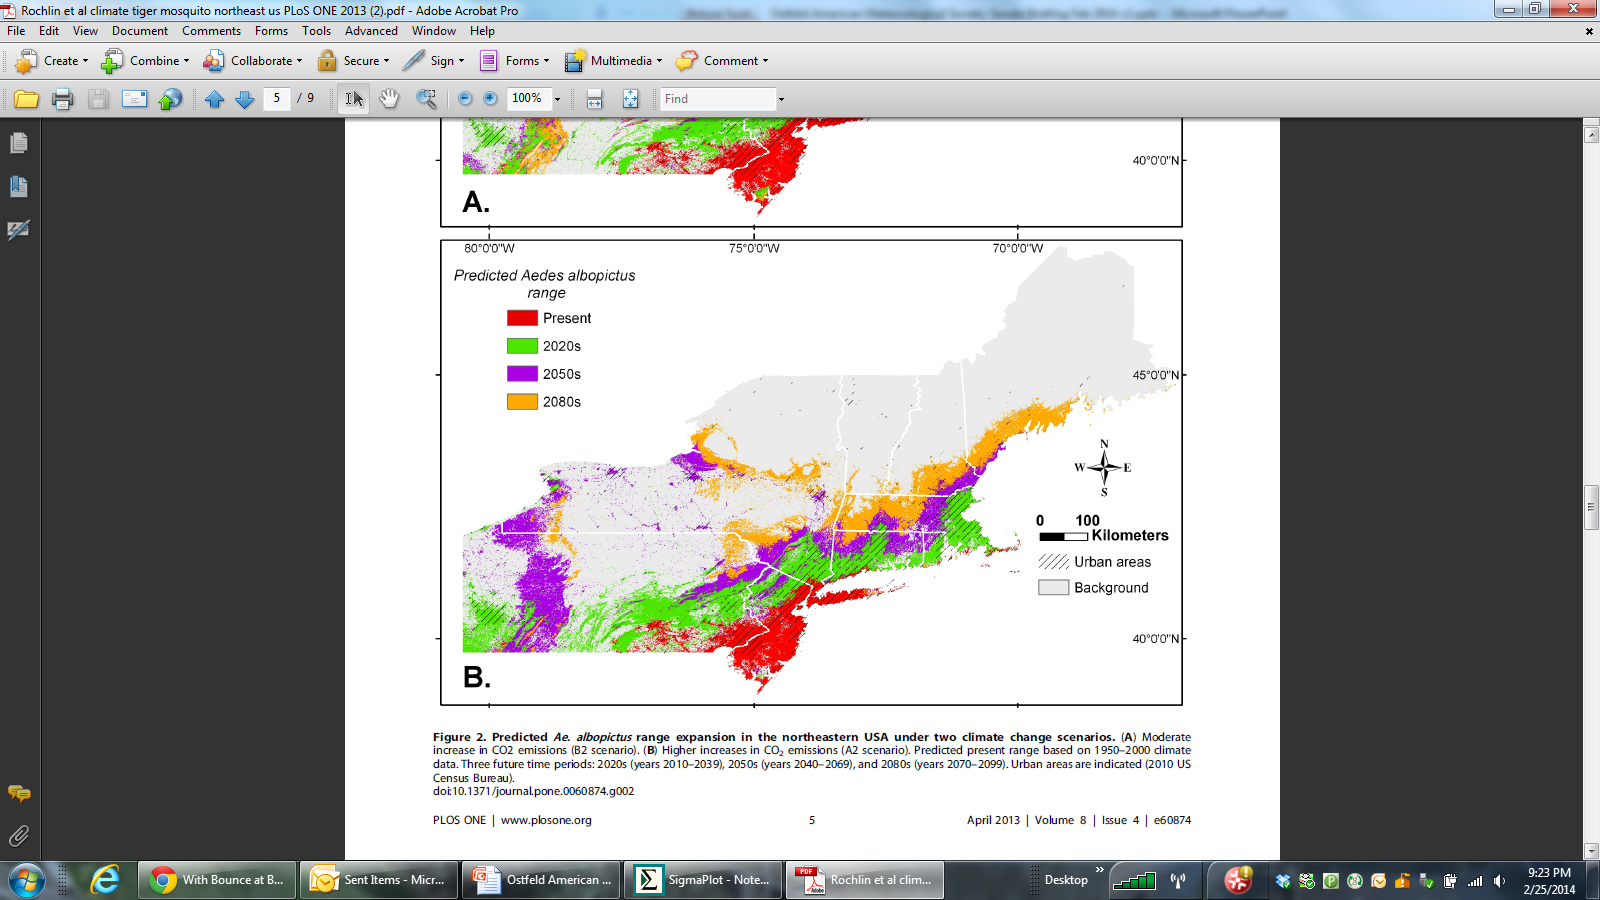 Rochlin et al climate tiger mosquito northeast us PLoS ONE 2013 (2).pdf - Adobe Acrobat Pro
File Edit View Document Comments Forms Tools Advanced Window Help
Create Combine Collaborate Secure Sign Forms Multimedia Comment
5 / 9 100% Find
40°0'0"N
A.
80°0'0"W 75°0'0"W 70°0'0"W
Predicted Aedes albopictus
range
Present
2020s
2050s
2080s
45°0'0"N
N
W E
S
0 100
Kilometers
Urban areas
Background
40°0'0"N
B.
Figure 2. Predicted Ae. albopictus range expansion in the northeastern USA under two climate change scenarios. (A) Moderate
increase in CO2 emissions (B2 scenario). (B) Higher increases in CO₂ emissions (A2 scenario). Predicted present range based on 1950–2000 climate
data. Three future time periods: 2020s (years 2010–2039), 2050s (years 2040–2069), and 2080s (years 2070–2099). Urban areas are indicated (2010 US
Census Bureau).
doi:10.1371/journal.pone.0060874.g002
PLOS ONE | www.plosone.org 5 April 2013 | Volume 8 | Issue 4 | e60874
With Bounce at B... Sent Items - Micr... Ostfeld American ... SigmaPlot - Note... Rochlin et al clim... Desktop 9:23 PM
2/25/2014